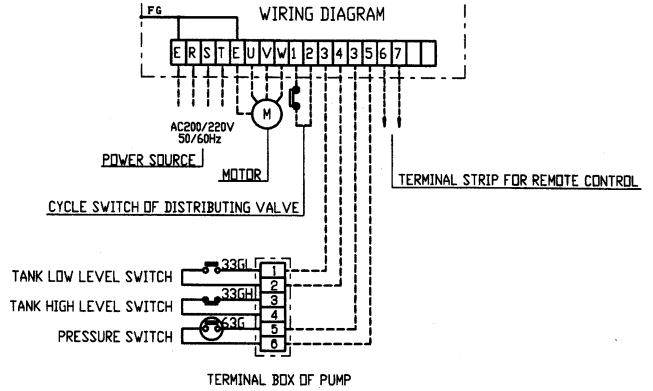 WIRING DIAGRAM
FG
E R S T E U V W 1 2 3 4 3 5 6 7
M
AC200/220V
50/60Hz
POWER SOURCE
MOTOR
TERMINAL STRIP FOR REMOTE CONTROL
CYCLE SWITCH OF DISTRIBUTING VALVE
33GL
TANK LOW LEVEL SWITCH
1
2
33GH
TANK HIGH LEVEL SWITCH
3
4
63G
PRESSURE SWITCH
5
6
TERMINAL BOX OF PUMP